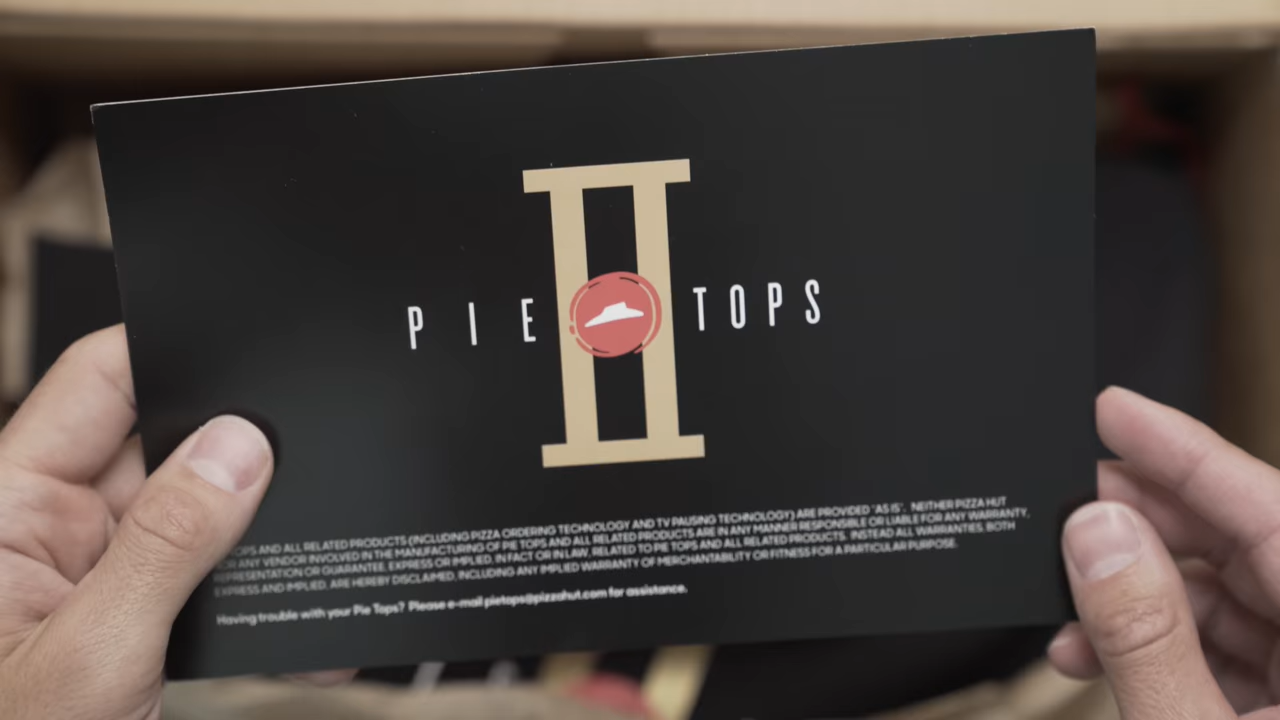 PIE II TOPS
OPS AND ALL RELATED PRODUCTS (INCLUDING PIZZA ORDERING TECHNOLOGY AND TV PAUSING TECHNOLOGY) ARE PROVIDED "AS IS". NEITHER PIZZA HUT
OR ANY VENDOR INVOLVED IN THE MANUFACTURING OF PIE TOPS AND ALL RELATED PRODUCTS ARE IN ANY MANNER RESPONSIBLE OR LIABLE FOR ANY WARRANTY,
REPRESENTATION OR GUARANTEE, EXPRESS OR IMPLIED, IN FACT OR IN LAW, RELATED TO PIE TOPS AND ALL RELATED PRODUCTS. INSTEAD ALL WARRANTIES, BOTH
EXPRESS AND IMPLIED, ARE HEREBY DISCLAIMED, INCLUDING ANY IMPLIED WARRANTY OF MERCHANTABILITY OR FITNESS FOR A PARTICULAR PURPOSE.
Having trouble with your Pie Tops? Please e-mail pietops@pizzahut.com for assistance.